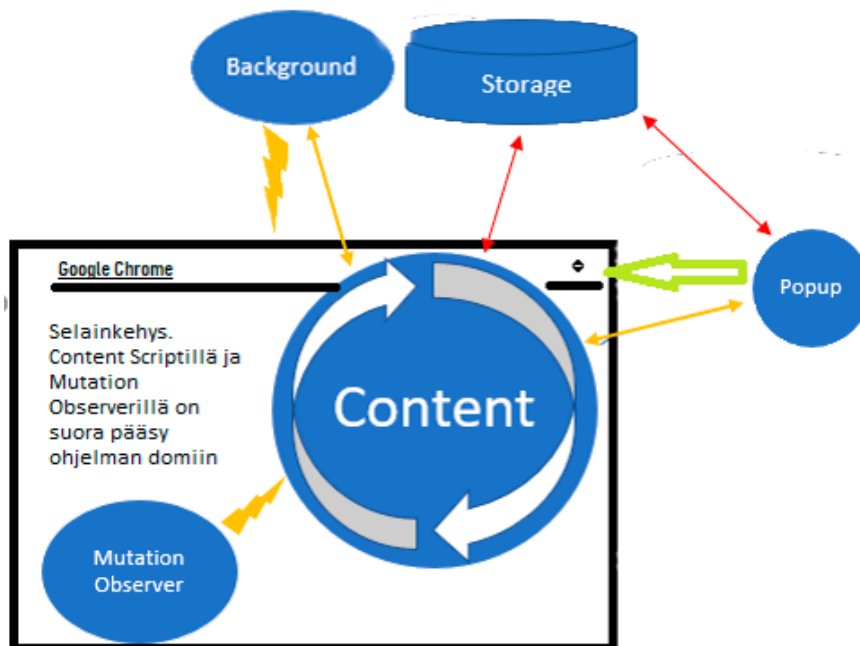 Background
Storage
Google Chrome
Popup
Selainkehys.
Content Scriptillä ja
Mutation
Observerillä on
suora pääsy
ohjelman domiin
Content
Mutation
Observer